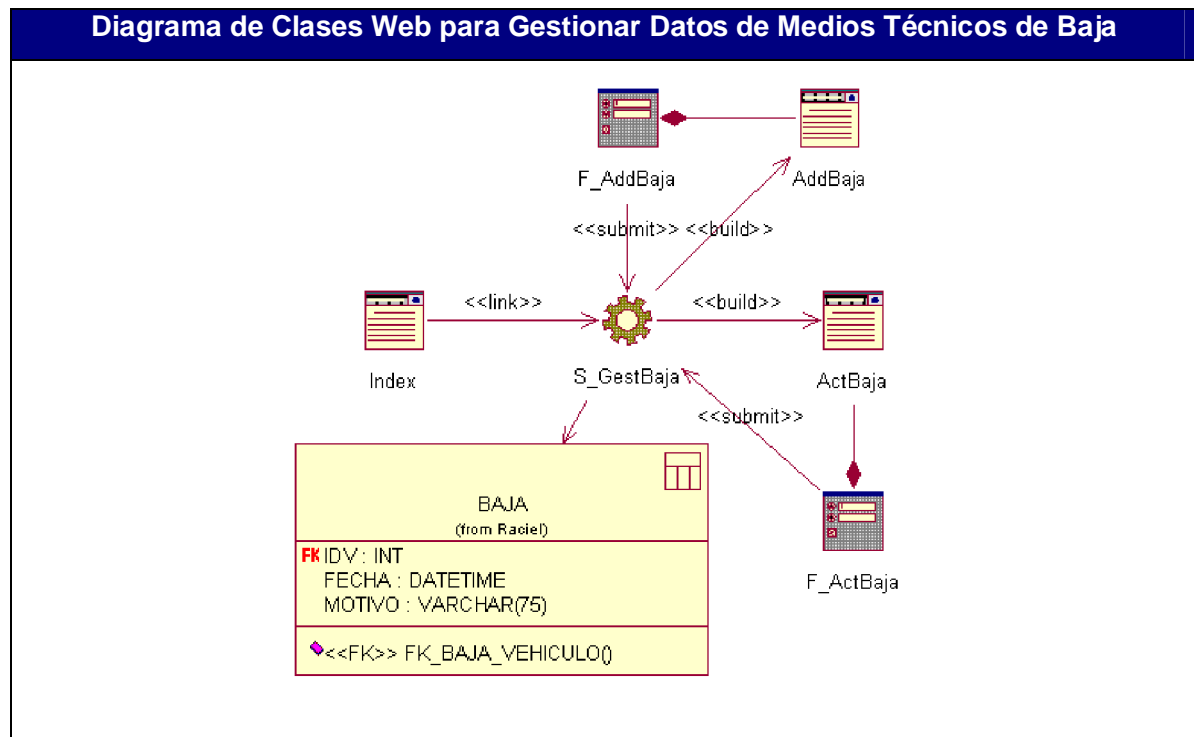 Diagrama de Clases Web para Gestionar Datos de Medios Técnicos de Baja
F_AddBaja
AddBaja
<<submit>>
<<build>>
<<link>>
<<build>>
Index
S_GestBaja
ActBaja
<<submit>>
BAJA
(from Raciel)
FK IDV : INT
FECHA : DATETIME
MOTIVO : VARCHAR(75)
<<FK>> FK_BAJA_VEHICULO()
F_ActBaja